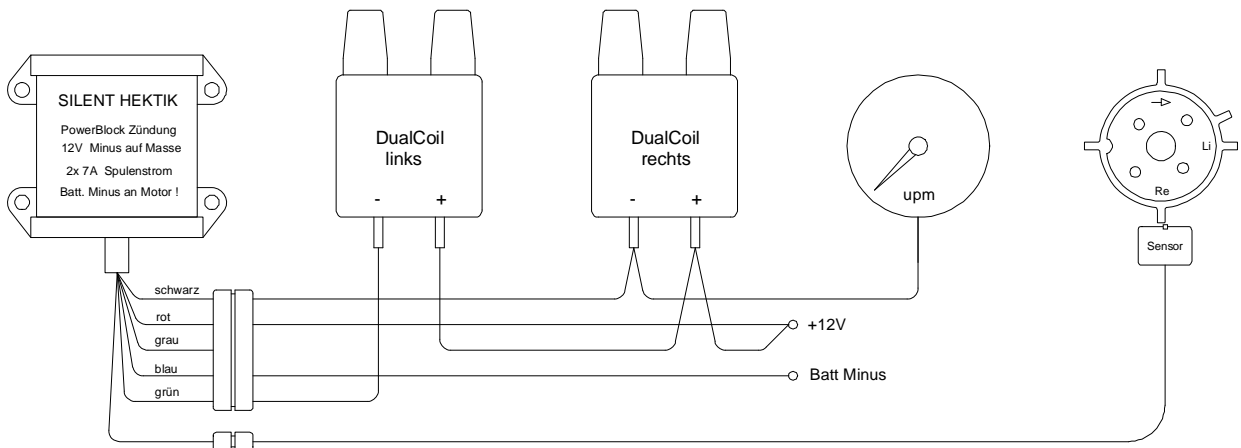 SILENT HEKTIK
PowerBlock Zündung
12V Minus auf Masse
2x 7A Spulenstrom
Batt. Minus an Motor !
DualCoil
links
- +
DualCoil
rechts
- +
upm
Li
Re
Sensor
schwarz
rot
+12V
grau
blau
Batt Minus
grün